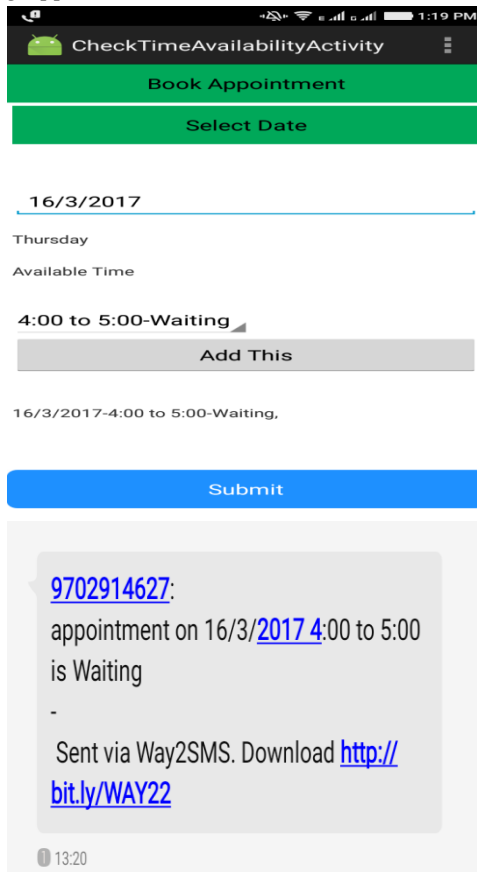 1:19 PM
CheckTimeAvailabilityActivity
Book Appointment
Select Date
16/3/2017
Thursday
Available Time
4:00 to 5:00-Waiting
Add This
16/3/2017-4:00 to 5:00-Waiting,
Submit
9702914627:
appointment on 16/3/2017 4:00 to 5:00
is Waiting
-
Sent via Way2SMS. Download http://
bit.ly/WAY22
1 13:20